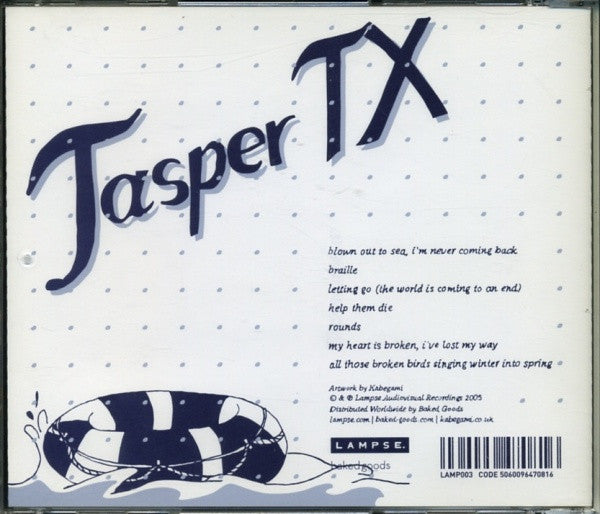 Jasper TX
blown out to sea, i'm never coming back
braille
letting go (the world is coming to an end)
help them die
rounds
my heart is broken, i've lost my way
all those broken birds singing winter into spring
Artwork by Kabegami
© & ℗ Lampse Audiovisual Recordings 2005
Distributed Worldwide by Baked Goods
lampse.com | baked-goods.com | kabegami.co.uk
LAMPSE.
bakedgoods
LAMP003 CODE 5060096470816